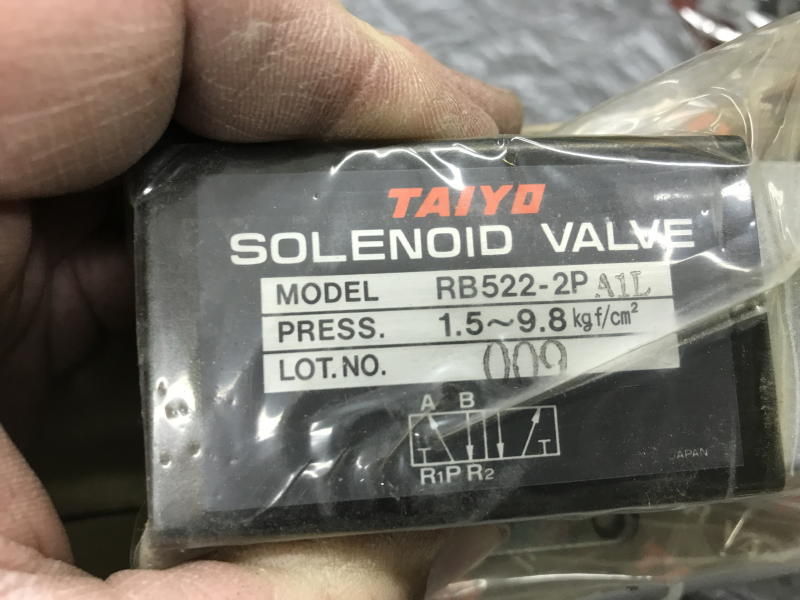 TAIYO
SOLENOID VALVE
MODEL RB522-2P A1L
PRESS. 1.5~9.8 kgf/cm²
LOT.NO. 009
A B
T T
R1 P R2
JAPAN